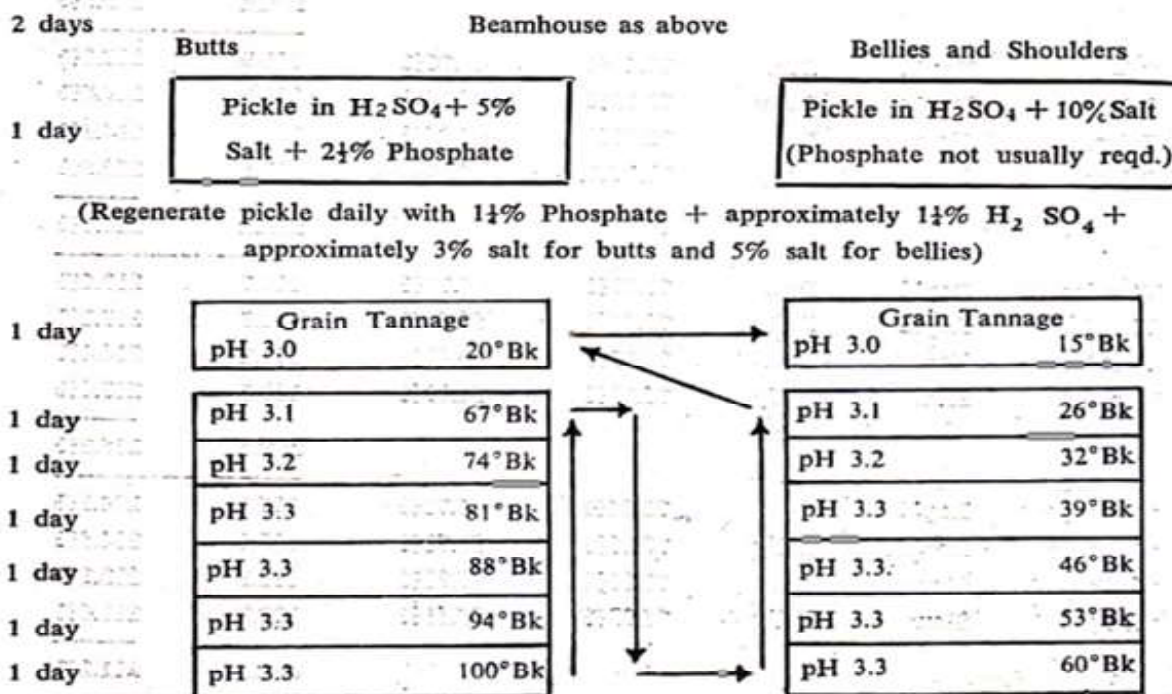 2 days Beamhouse as above
Butts Bellies and Shoulders
Pickle in H₂SO₄+ 5% Pickle in H₂SO₄ + 10% Salt
1 day
Salt + 2½% Phosphate (Phosphate not usually reqd.)
(Regenerate pickle daily with 1¼% Phosphate + approximately 1¼% H₂ SO₄ +
approximately 3% salt for butts and 5% salt for bellies)
1 day Grain Tannage Grain Tannage
pH 3.0 20°Bk pH 3.0 15°Bk
1 day pH 3.1 67°Bk pH 3.1 26°Bk
1 day pH 3.2 74°Bk pH 3.2 32°Bk
1 day pH 3.3 81°Bk pH 3.3 39°Bk
1 day pH 3.3 88°Bk pH 3.3. 46°Bk
1 day pH 3.3 94°Bk pH 3.3 53°Bk
1 day pH 3.3 100°Bk pH 3.3 60°Bk